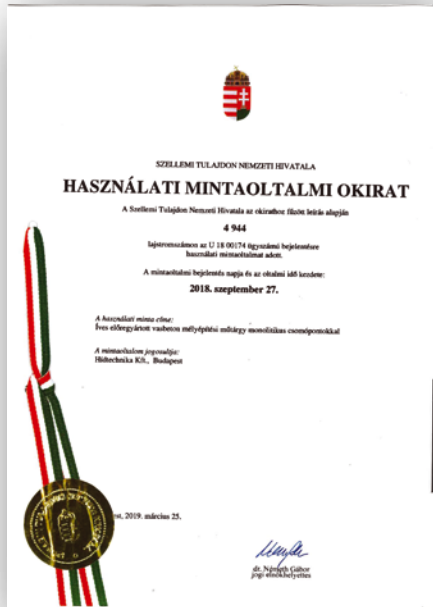 SZELLEMI TULAJDON NEMZETI HIVATALA
HASZNÁLATI MINTAOLTALMI OKIRAT
A Szellemi Tulajdon Nemzeti Hivatala az okirathoz fűzött leírás alapján
4 944
lajstromszámon az U 18 00174 ügyszámú bejelentésre
használati mintaoltalmat adott.
A mintaoltalmi bejelentés napja és az oltalmi idő kezdete:
2018. szeptember 27.
A használati minta címe:
Íves előregyártott vasbeton mélyépítési műtárgy monolitikus csomópontokkal
A mintaoltalom jogosultja:
Hídtechnika Kft., Budapest
est, 2019. március 25.
dr. Németh Gábor
jogi elnökhelyettes